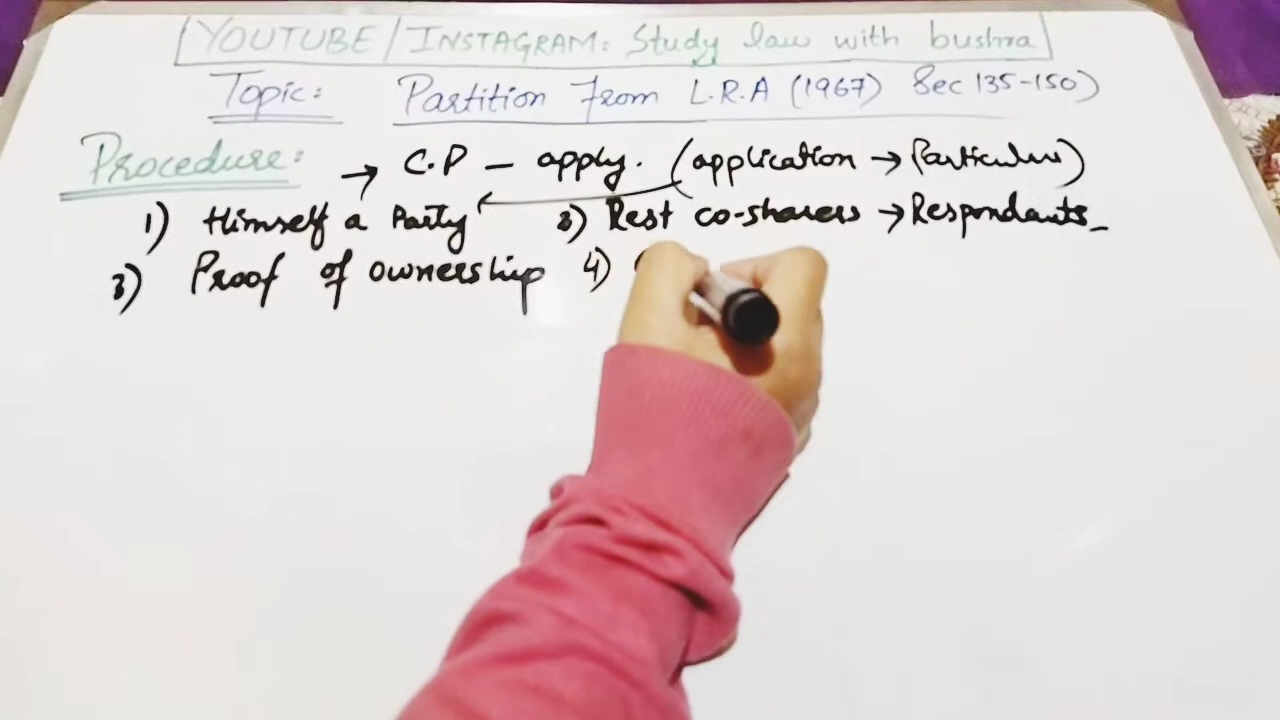 YOUTUBE / INSTAGRAM: Study law with bushra
Topic: Partition From L.R.A (1967) Sec 135-150)
Procedure: → C.P – apply. (application → Particulars)
1) Himself a Party 2) Rest co-sharers → Respondants_
3) Proof of ownership 4)